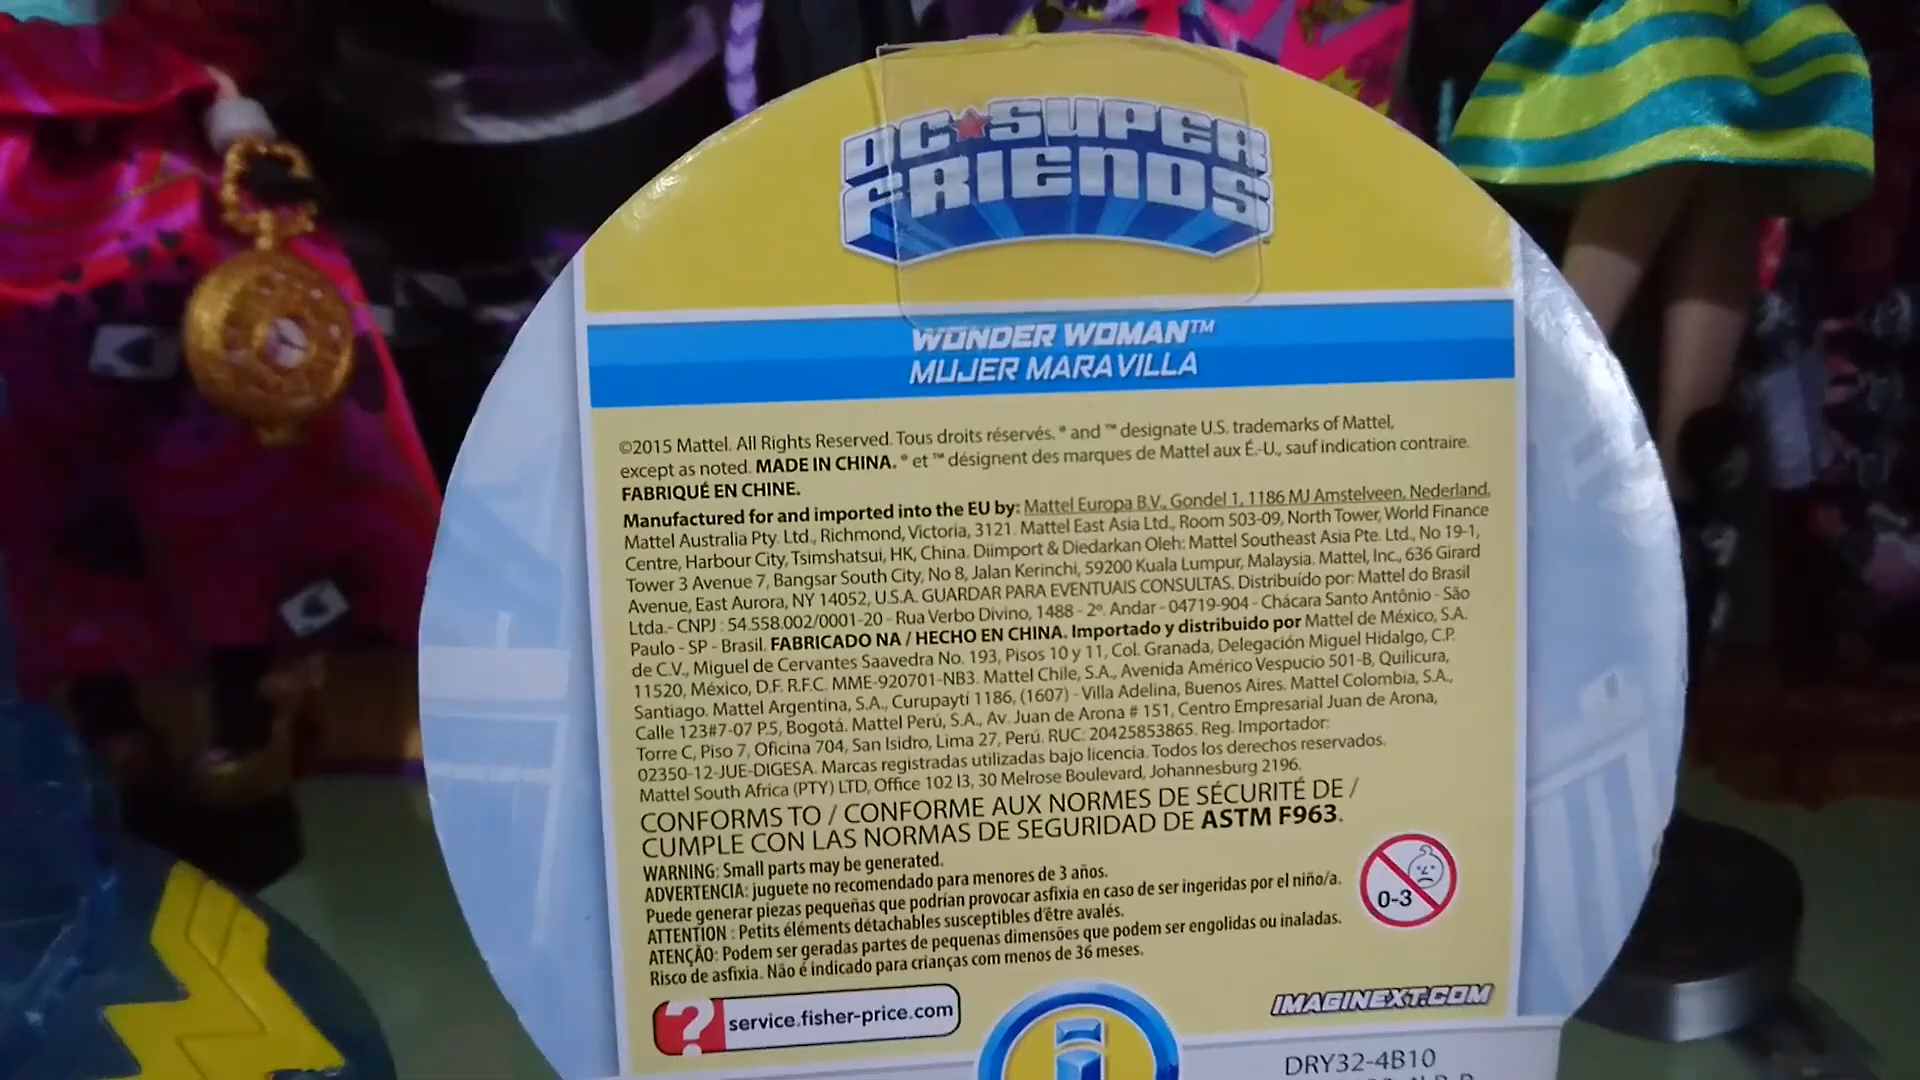 DC SUPER
FRIENDS
WONDER WOMAN™
MUJER MARAVILLA
©2015 Mattel. All Rights Reserved. Tous droits réservés. ® and ™ designate U.S. trademarks of Mattel,
except as noted. MADE IN CHINA. ® et ™ désignent des marques de Mattel aux É.-U., sauf indication contraire.
FABRIQUÉ EN CHINE.
Manufactured for and imported into the EU by: Mattel Europa B.V., Gondel 1, 1186 MJ Amstelveen, Nederland.
Mattel Australia Pty. Ltd., Richmond, Victoria, 3121. Mattel East Asia Ltd., Room 503-09, North Tower, World Finance
Centre, Harbour City, Tsimshatsui, HK, China. Diimport & Diedarkan Oleh: Mattel Southeast Asia Pte. Ltd., No 19-1,
Tower 3 Avenue 7, Bangsar South City, No 8, Jalan Kerinchi, 59200 Kuala Lumpur, Malaysia. Mattel, Inc., 636 Girard
Avenue, East Aurora, NY 14052, U.S.A. GUARDAR PARA EVENTUAIS CONSULTAS. Distribuído por: Mattel do Brasil
Ltda.- CNPJ : 54.558.002/0001-20 - Rua Verbo Divino, 1488 - 2º. Andar - 04719-904 - Chácara Santo Antônio - São
Paulo - SP - Brasil. FABRICADO NA / HECHO EN CHINA. Importado y distribuido por Mattel de México, S.A.
de C.V., Miguel de Cervantes Saavedra No. 193, Pisos 10 y 11, Col. Granada, Delegación Miguel Hidalgo, C.P.
11520, México, D.F. R.F.C. MME-920701-NB3. Mattel Chile, S.A., Avenida Américo Vespucio 501-B, Quilicura,
Santiago. Mattel Argentina, S.A., Curupaytí 1186, (1607) - Villa Adelina, Buenos Aires. Mattel Colombia, S.A.,
Calle 123#7-07 P.5, Bogotá. Mattel Perú, S.A., Av. Juan de Arona # 151, Centro Empresarial Juan de Arona,
Torre C, Piso 7, Oficina 704, San Isidro, Lima 27, Perú. RUC: 20425853865. Reg. Importador:
02350-12-JUE-DIGESA. Marcas registradas utilizadas bajo licencia. Todos los derechos reservados.
Mattel South Africa (PTY) LTD, Office 102 I3, 30 Melrose Boulevard, Johannesburg 2196.
CONFORMS TO / CONFORME AUX NORMES DE SÉCURITÉ DE /
CUMPLE CON LAS NORMAS DE SEGURIDAD DE ASTM F963.
WARNING: Small parts may be generated.
ADVERTENCIA: juguete no recomendado para menores de 3 años.
Puede generar piezas pequeñas que podrían provocar asfixia en caso de ser ingeridas por el niño/a.
ATTENTION : Petits éléments détachables susceptibles d'être avalés.
ATENÇÃO: Podem ser geradas partes de pequenas dimensões que podem ser engolidas ou inaladas.
Risco de asfixia. Não é indicado para crianças com menos de 36 meses.
0-3
? service.fisher-price.com
IMAGINEXT.COM
i
DRY32-4B10